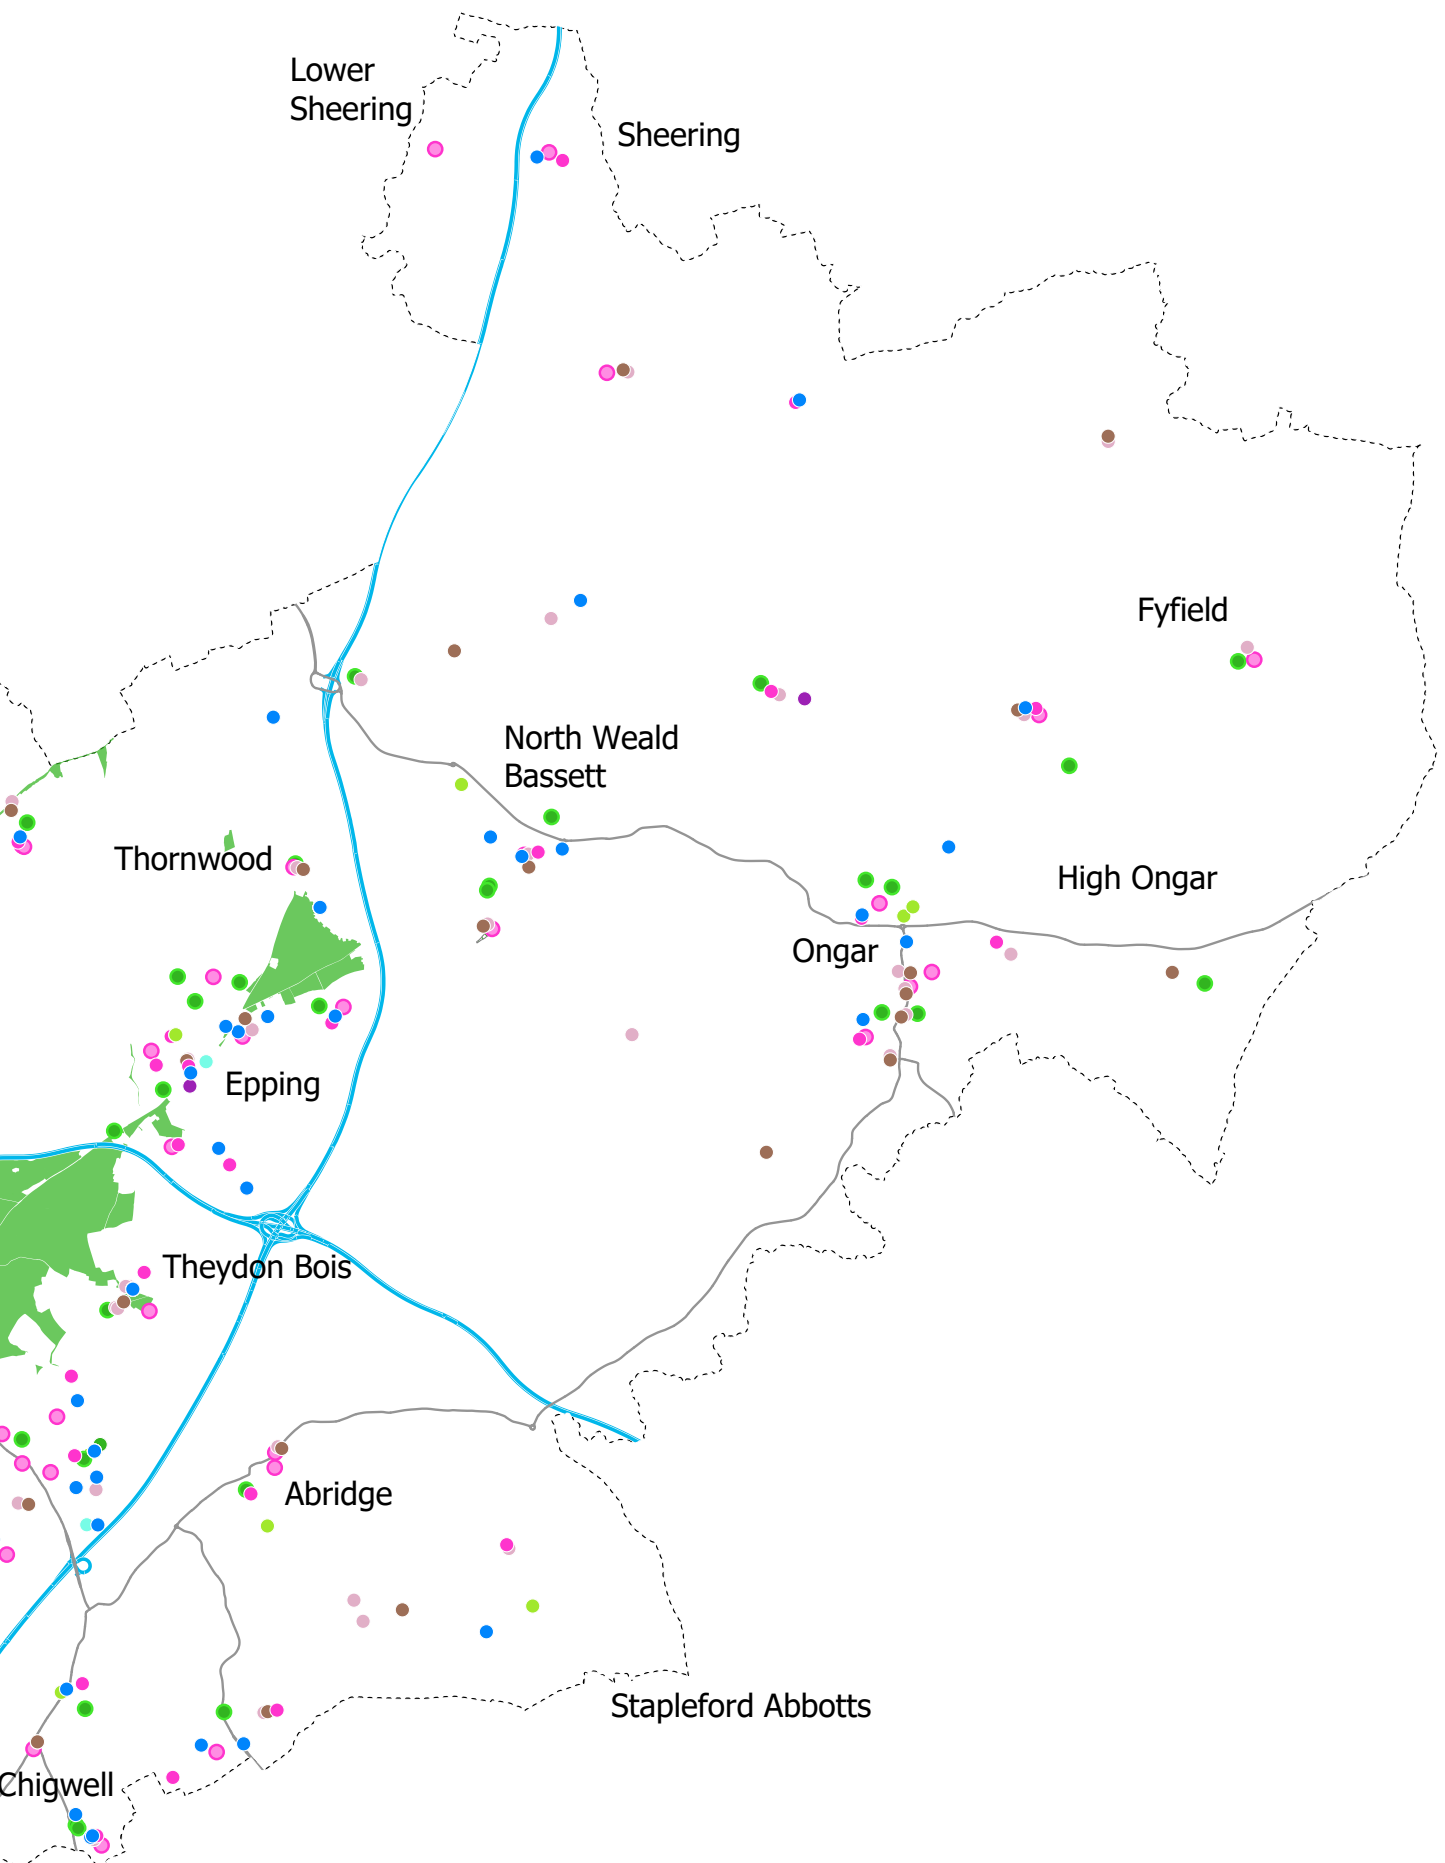 Lower
Sheering
Sheering
Fyfield
North Weald
Bassett
Thornwood
High Ongar
Ongar
Epping
Theydon Bois
Abridge
Stapleford Abbotts
Chigwell